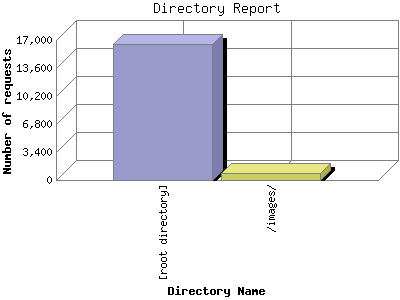 Directory Report
Number of requests
17,000
13,600
10,200
6,800
3,400
0
[root directory]
/images/
Directory Name